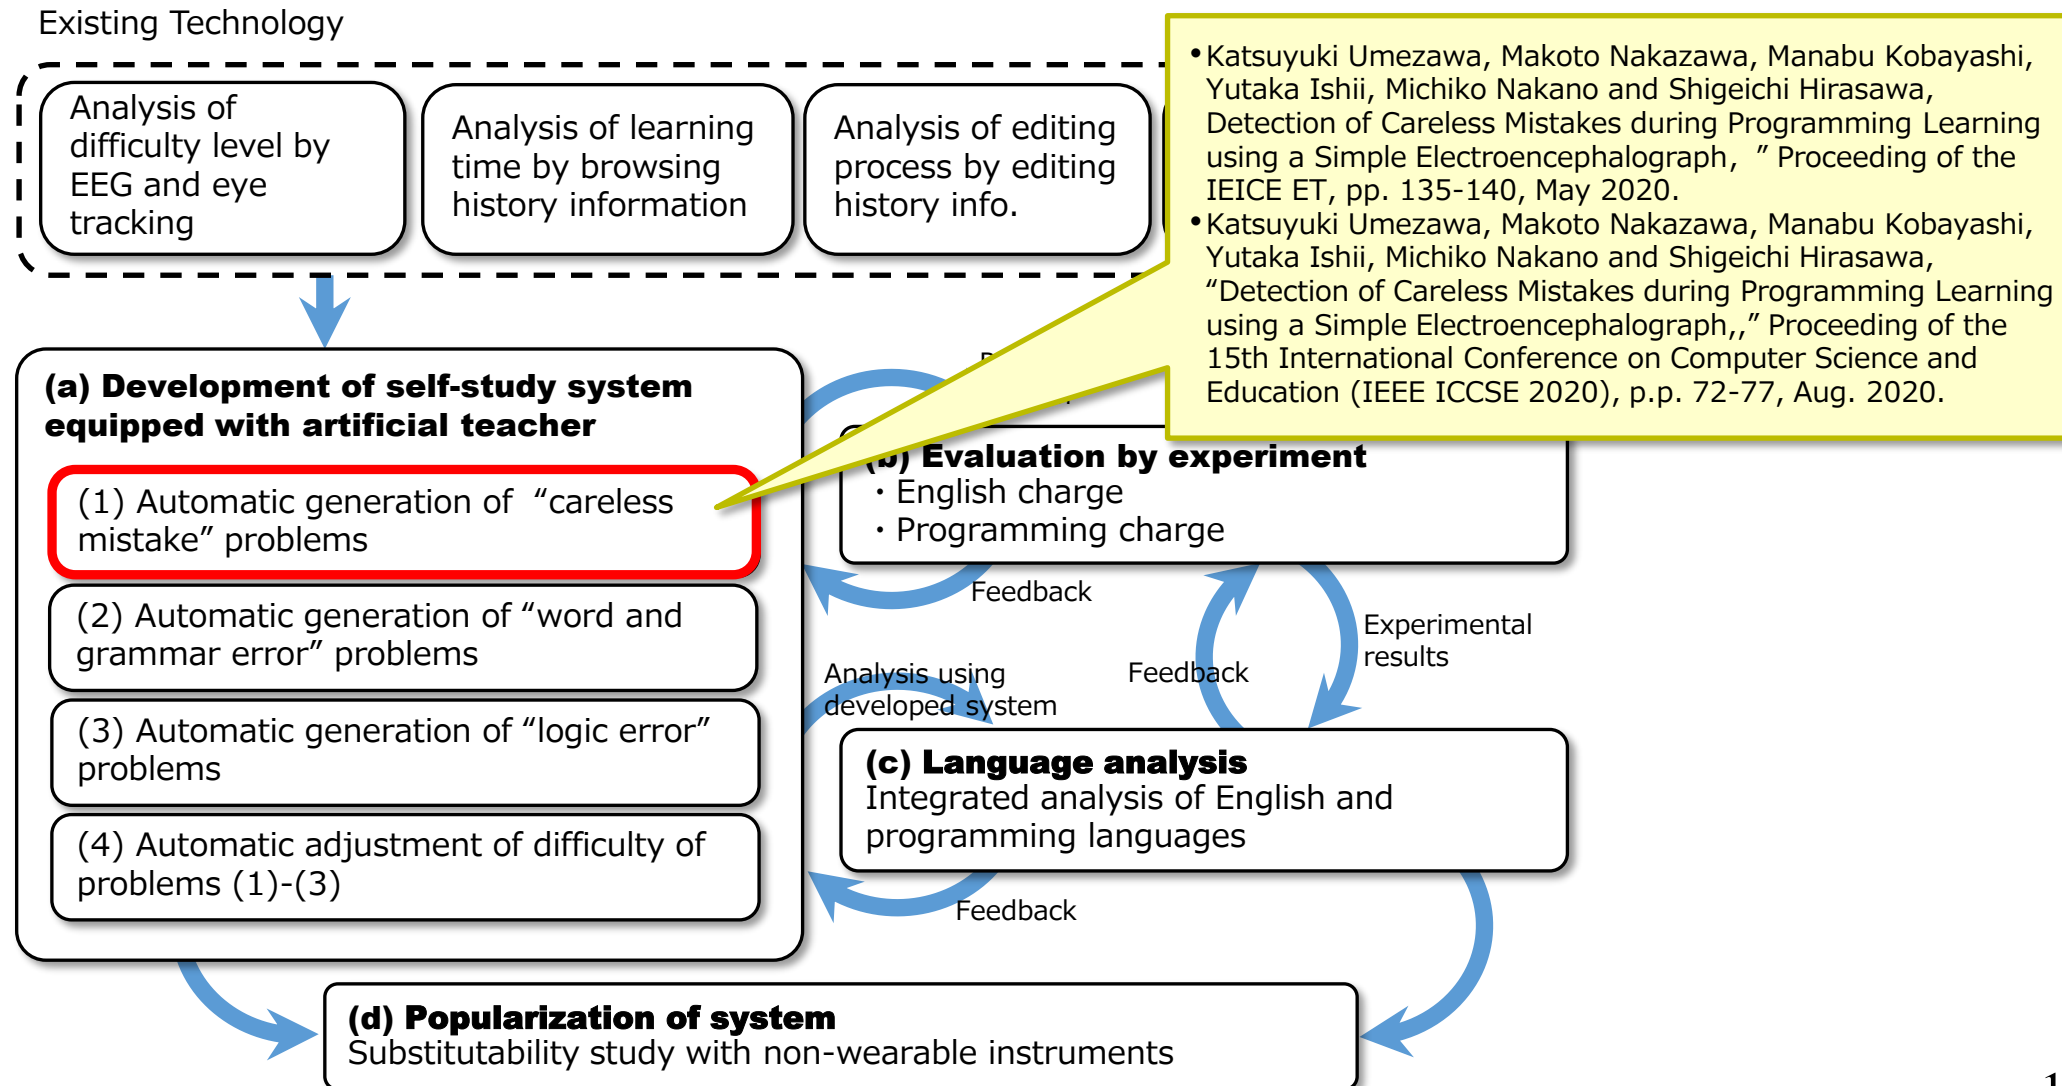 Existing Technology
Analysis of
difficulty level by
EEG and eye
tracking
Analysis of learning
time by browsing
history information
Analysis of editing
process by editing
history info.
•Katsuyuki Umezawa, Makoto Nakazawa, Manabu Kobayashi,
Yutaka Ishii, Michiko Nakano and Shigeichi Hirasawa,
Detection of Careless Mistakes during Programming Learning
using a Simple Electroencephalograph, ” Proceeding of the
IEICE ET, pp. 135-140, May 2020.
•Katsuyuki Umezawa, Makoto Nakazawa, Manabu Kobayashi,
Yutaka Ishii, Michiko Nakano and Shigeichi Hirasawa,
“Detection of Careless Mistakes during Programming Learning
using a Simple Electroencephalograph,,” Proceeding of the
15th International Conference on Computer Science and
Education (IEEE ICCSE 2020), p.p. 72-77, Aug. 2020.
(a) Development of self-study system
equipped with artificial teacher
(1) Automatic generation of “careless
mistake” problems
(2) Automatic generation of “word and
grammar error” problems
(3) Automatic generation of “logic error”
problems
(4) Automatic adjustment of difficulty of
problems (1)-(3)
(b) Evaluation by experiment
・English charge
・Programming charge
Feedback
Experimental
results
Feedback
Analysis using
developed system
(c) Language analysis
Integrated analysis of English and
programming languages
Feedback
(d) Popularization of system
Substitutability study with non-wearable instruments